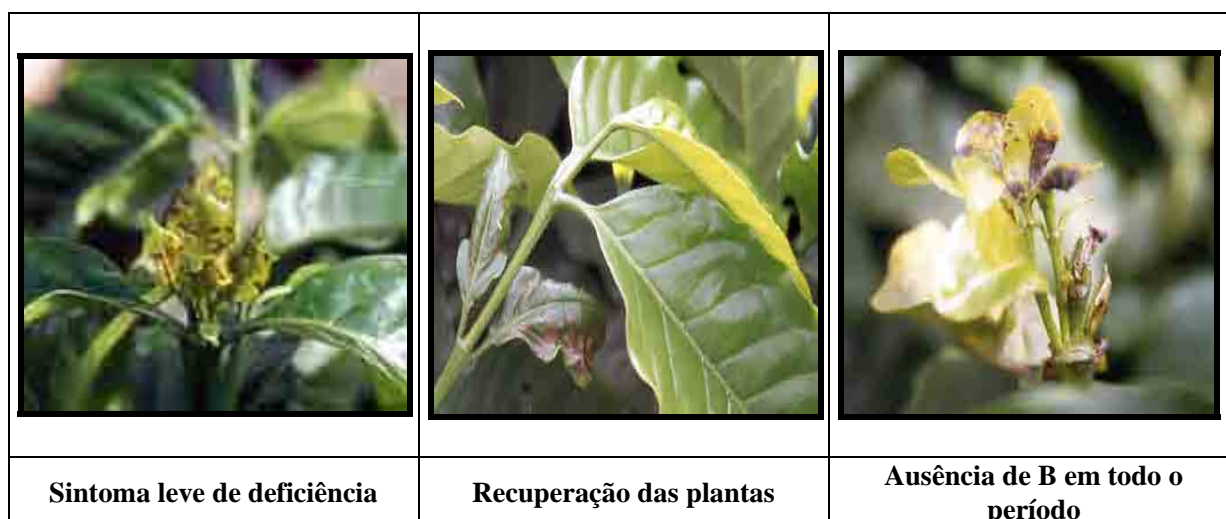 Sintoma leve de deficiência
Recuperação das plantas
Ausência de B em todo o
período